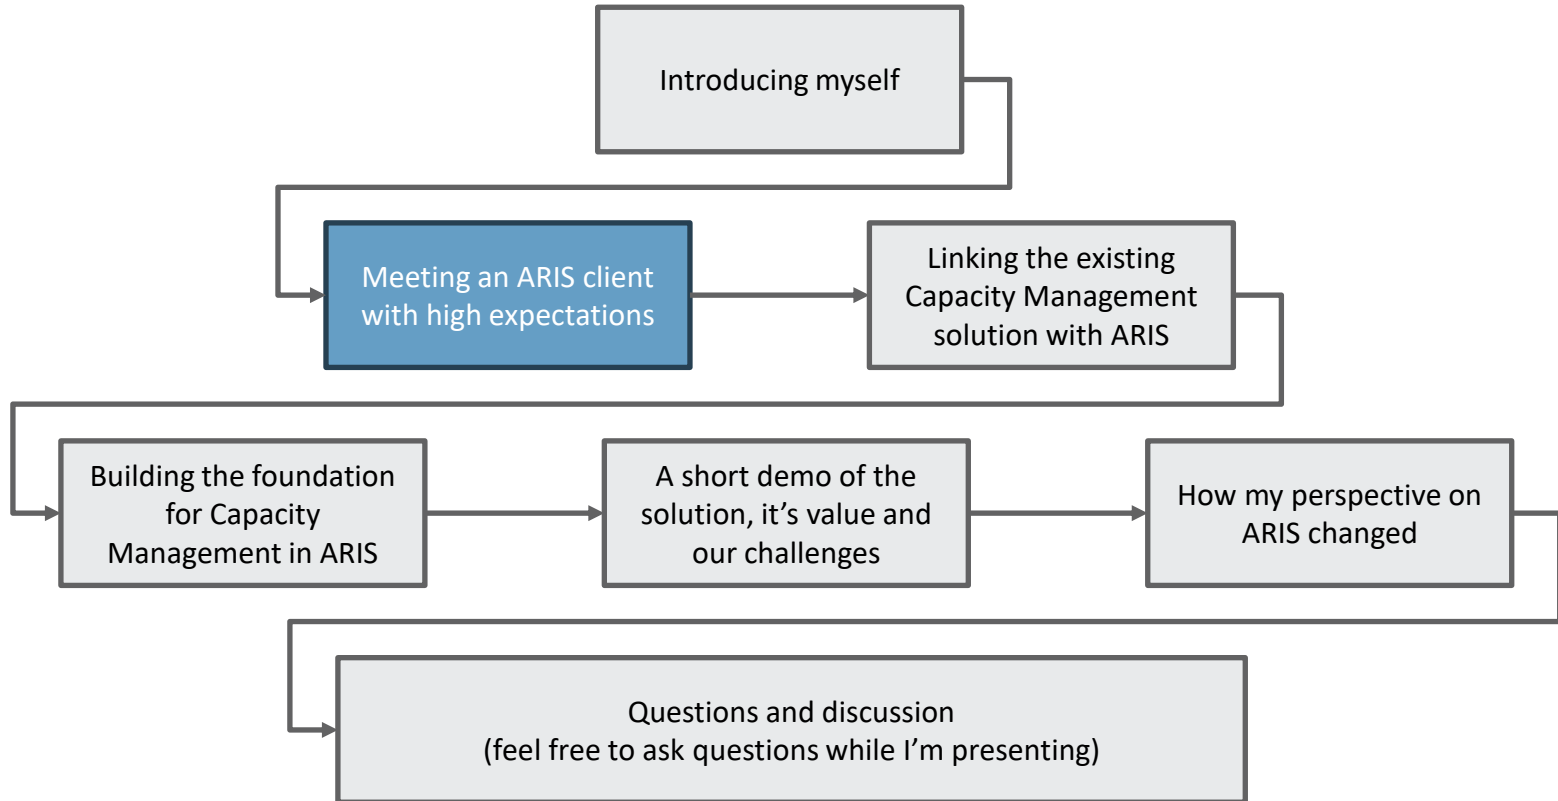 Introducing myself
Meeting an ARIS client
with high expectations
Linking the existing
Capacity Management
solution with ARIS
Building the foundation
for Capacity
Management in ARIS
A short demo of the
solution, it’s value and
our challenges
How my perspective on
ARIS changed
Questions and discussion
(feel free to ask questions while I’m presenting)